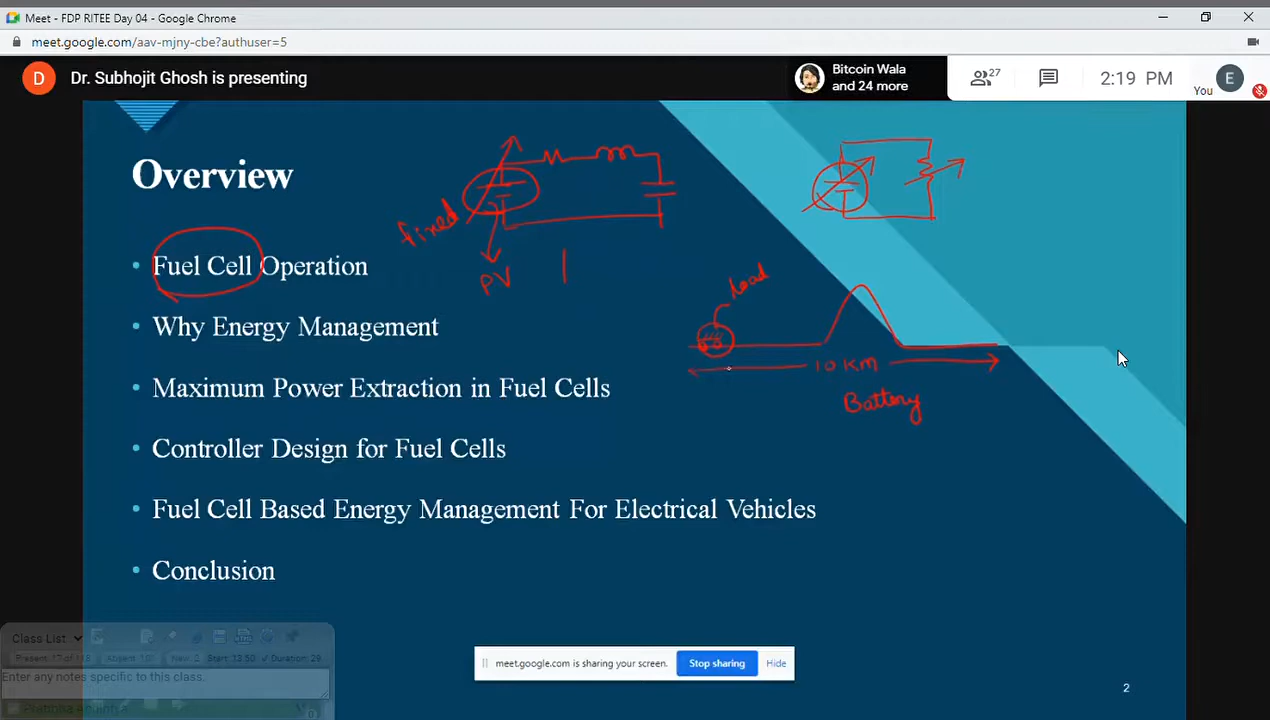 Meet - FDP RITEE Day 04 - Google Chrome
meet.google.com/aav-mjny-cbe?authuser=5
D
Dr. Subhojit Ghosh is presenting
Bitcoin Wala
and 24 more
27
2:19 PM
You
E
Overview
fixed
PV
• Fuel Cell Operation
load
• Why Energy Management
10 KM
• Maximum Power Extraction in Fuel Cells
Battery
• Controller Design for Fuel Cells
• Fuel Cell Based Energy Management For Electrical Vehicles
• Conclusion
Class List
Enter any notes specific to this class.
meet.google.com is sharing your screen.
Stop sharing
Hide
2